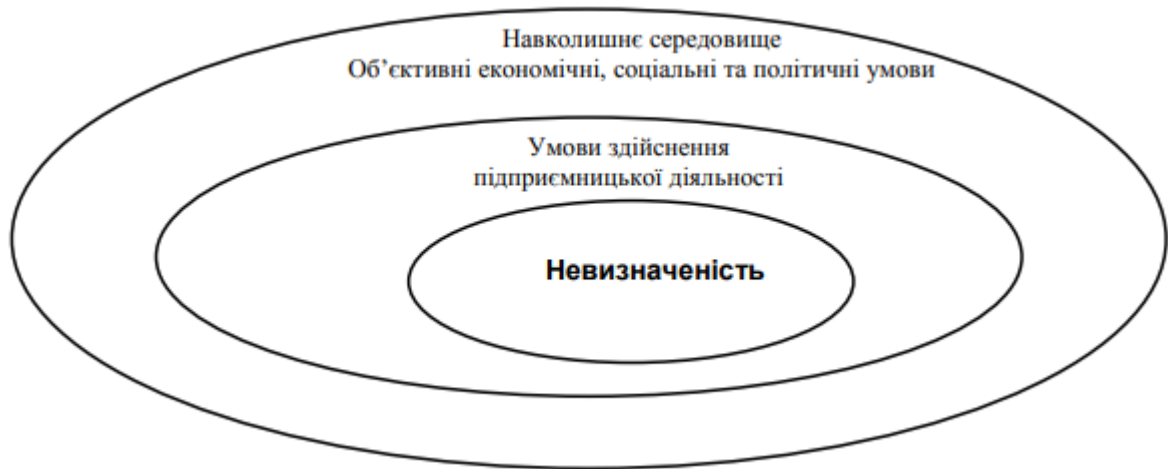 Навколишнє середовище
Об’єктивні економічні, соціальні та політичні умови
Умови здійснення
підприємницької діяльності
Невизначеність